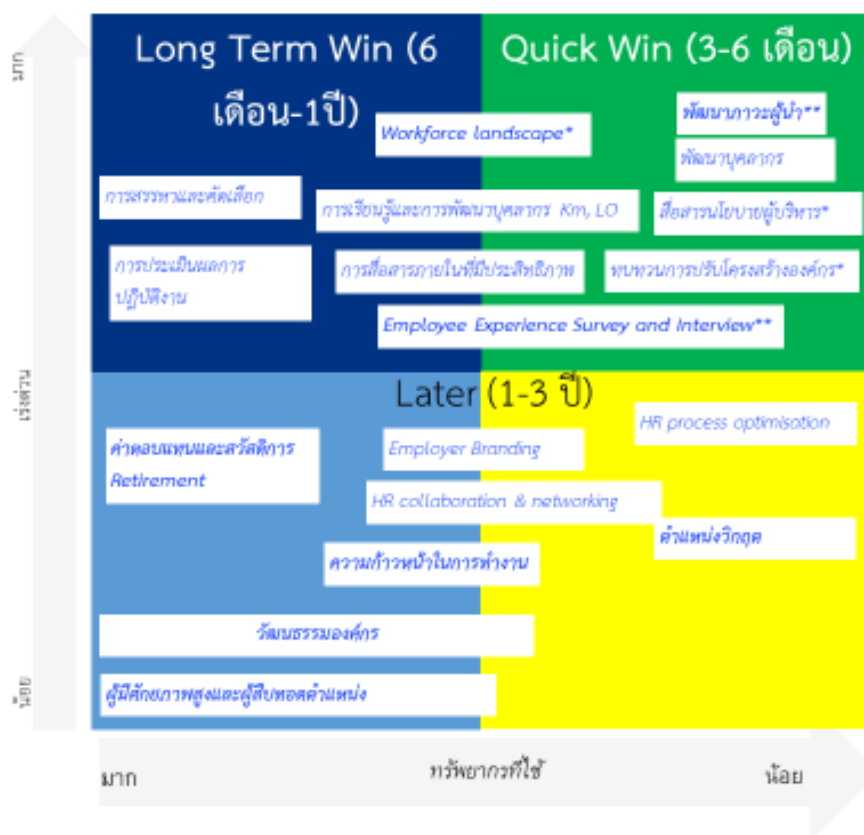 มาก
Long Term Win (6
เดือน-1ปี)
Quick Win (3-6 เดือน)
Workforce landscape*
พัฒนาภาวะผู้นำ**
พัฒนาบุคลากร
การสรรหาและคัดเลือก
การเรียนรู้และการพัฒนาบุคลากร Km, LO
สื่อสารนโยบายผู้บริหาร*
การประเมินผลการ
ปฏิบัติงาน
การสื่อสารภายในที่มีประสิทธิภาพ
ทบทวนการปรับโครงสร้างองค์กร*
Employee Experience Survey and Interview**
เร่งด่วน
Later (1-3 ปี)
HR process optimisation
ค่าตอบแทนและสวัสดิการ
Retirement
Employer Branding
HR collaboration & networking
ตำแหน่งวิกฤต
ความก้าวหน้าในการทำงาน
วัฒนธรรมองค์กร
ผู้มีศักยภาพสูงและผู้สืบทอดตำแหน่ง
น้อย
มาก
ทรัพยากรที่ใช้
น้อย